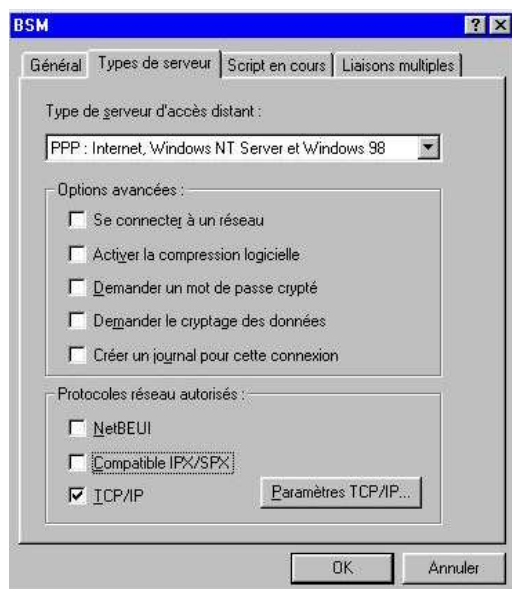 BSM
Général Types de serveur Script en cours Liaisons multiples
Type de serveur d'accès distant :
PPP : Internet, Windows NT Server et Windows 98
Options avancées :
Se connecter à un réseau
Activer la compression logicielle
Demander un mot de passe crypté
Demander le cryptage des données
Créer un journal pour cette connexion
Protocoles réseau autorisés :
NetBEUI
Compatible IPX/SPX
TCP/IP
Paramètres TCP/IP...
OK Annuler